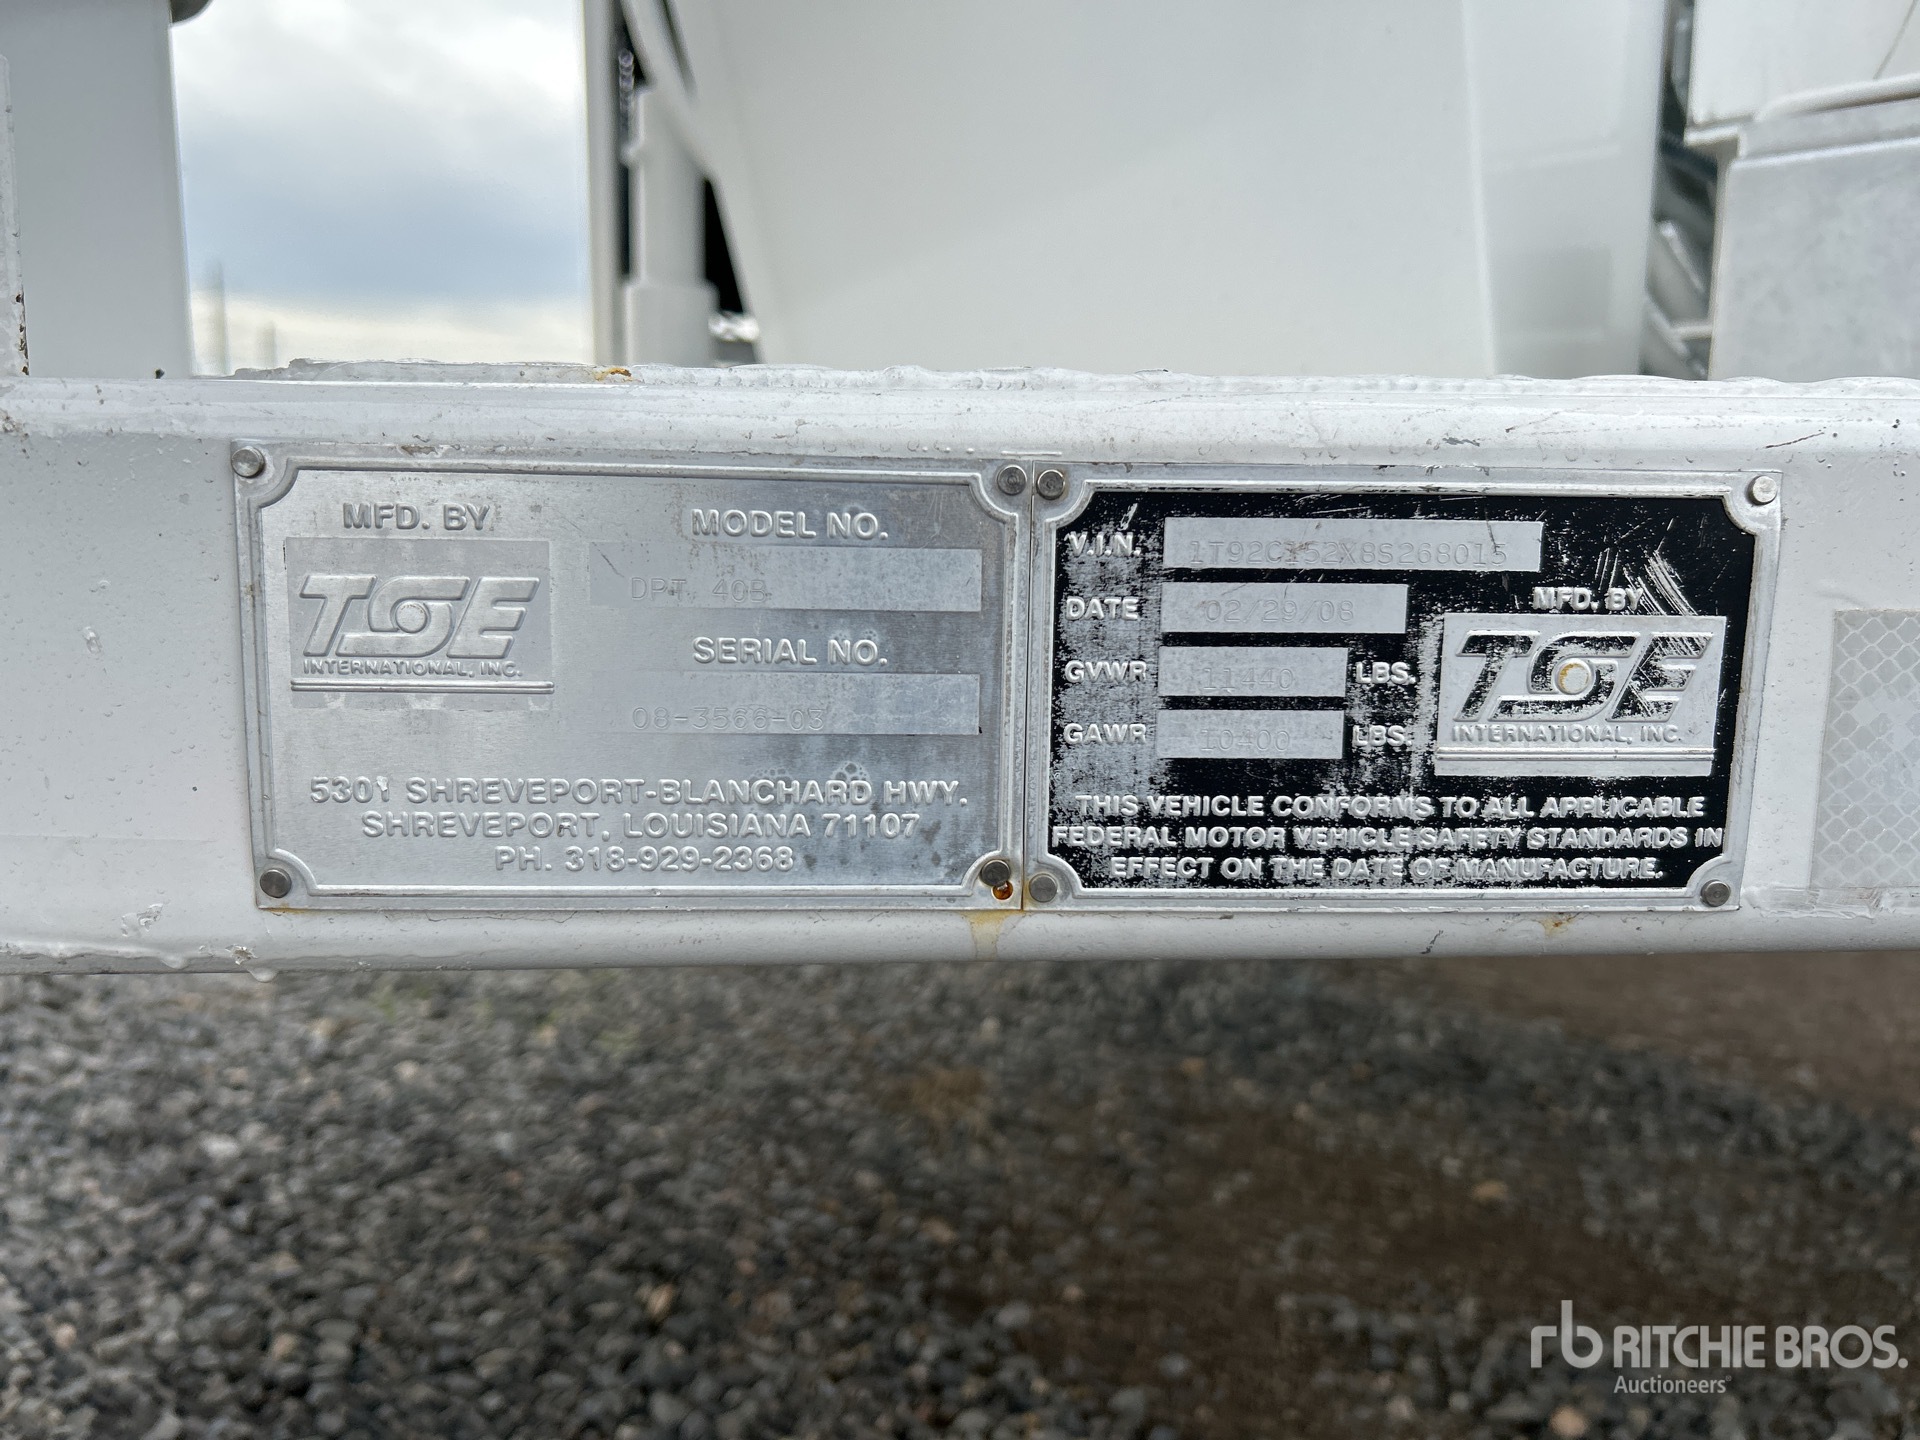 MFD. BY
TSE
INTERNATIONAL, INC.
MODEL NO.
DPT 40B
SERIAL NO.
08-3566-03
5301 SHREVEPORT-BLANCHARD HWY.
SHREVEPORT, LOUISIANA 71107
PH. 318-929-2368
V.I.N.
DATE 02/29/08
GVWR 11440 LBS.
GAWR 10400 LBS.
MFD. BY
TSE
INTERNATIONAL, INC.
THIS VEHICLE CONFORMS TO ALL APPLICABLE
FEDERAL MOTOR VEHICLE SAFETY STANDARDS IN
EFFECT ON THE DATE OF MANUFACTURE.
rb RITCHIE BROS.
Auctioneers